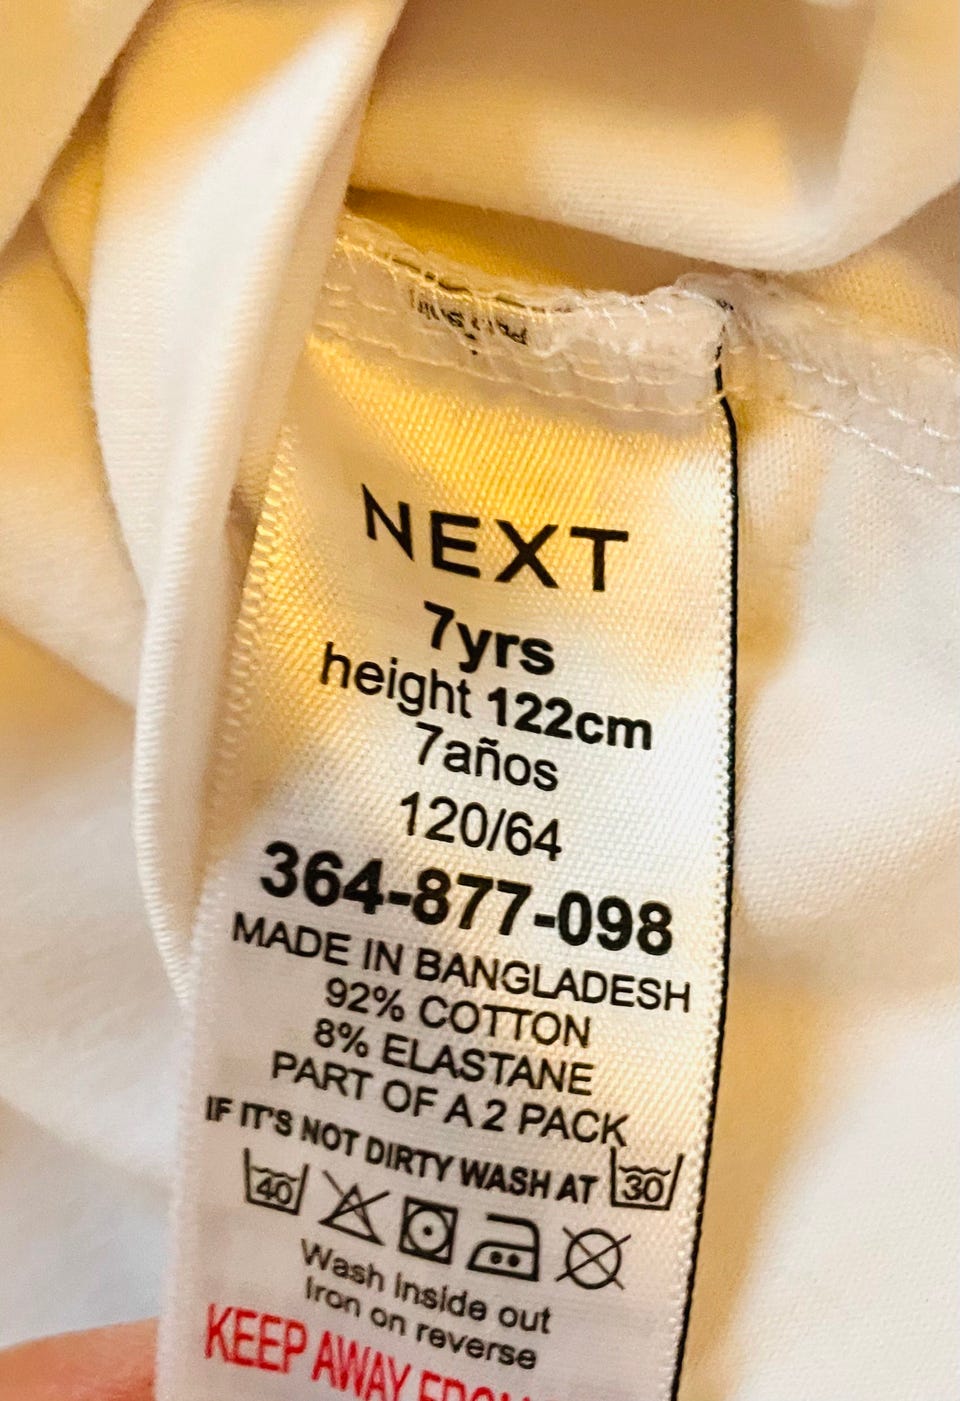 NEXT
7yrs
height 122cm
7años
120/64
364-877-098
MADE IN BANGLADESH
92% COTTON
8% ELASTANE
PART OF A 2 PACK
IF IT'S NOT DIRTY WASH AT 30
40
Wash inside out
Iron on reverse
KEEP AWAY FROM